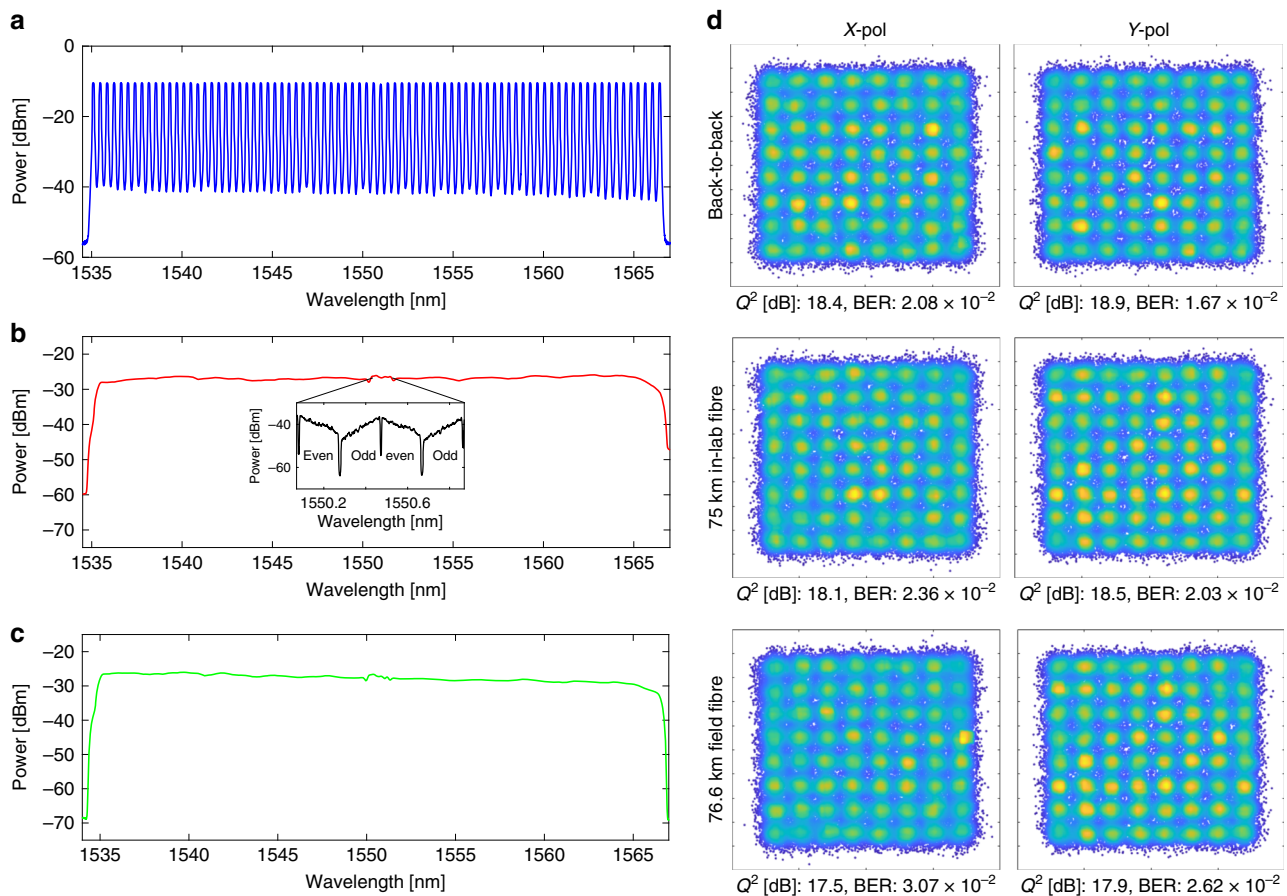 a
0
−20
−40
−60
Power [dBm]
1535 1540 1545 1550 1555 1560 1565
Wavelength [nm]
b
−20
−30
−40
−50
−60
−70
Power [dBm]
Power [dBm]
−40
−60
Even Odd even Odd
1550.2 1550.6
Wavelength [nm]
1535 1540 1545 1550 1555 1560 1565
Wavelength [nm]
c
−20
−30
−40
−50
−60
−70
Power [dBm]
1535 1540 1545 1550 1555 1560 1565
Wavelength [nm]
d
X-pol Y-pol
Back-to-back
Q² [dB]: 18.4, BER: 2.08 × 10⁻² Q² [dB]: 18.9, BER: 1.67 × 10⁻²
75 km in-lab fibre
Q² [dB]: 18.1, BER: 2.36 × 10⁻² Q² [dB]: 18.5, BER: 2.03 × 10⁻²
76.6 km field fibre
Q² [dB]: 17.5, BER: 3.07 × 10⁻² Q² [dB]: 17.9, BER: 2.62 × 10⁻²